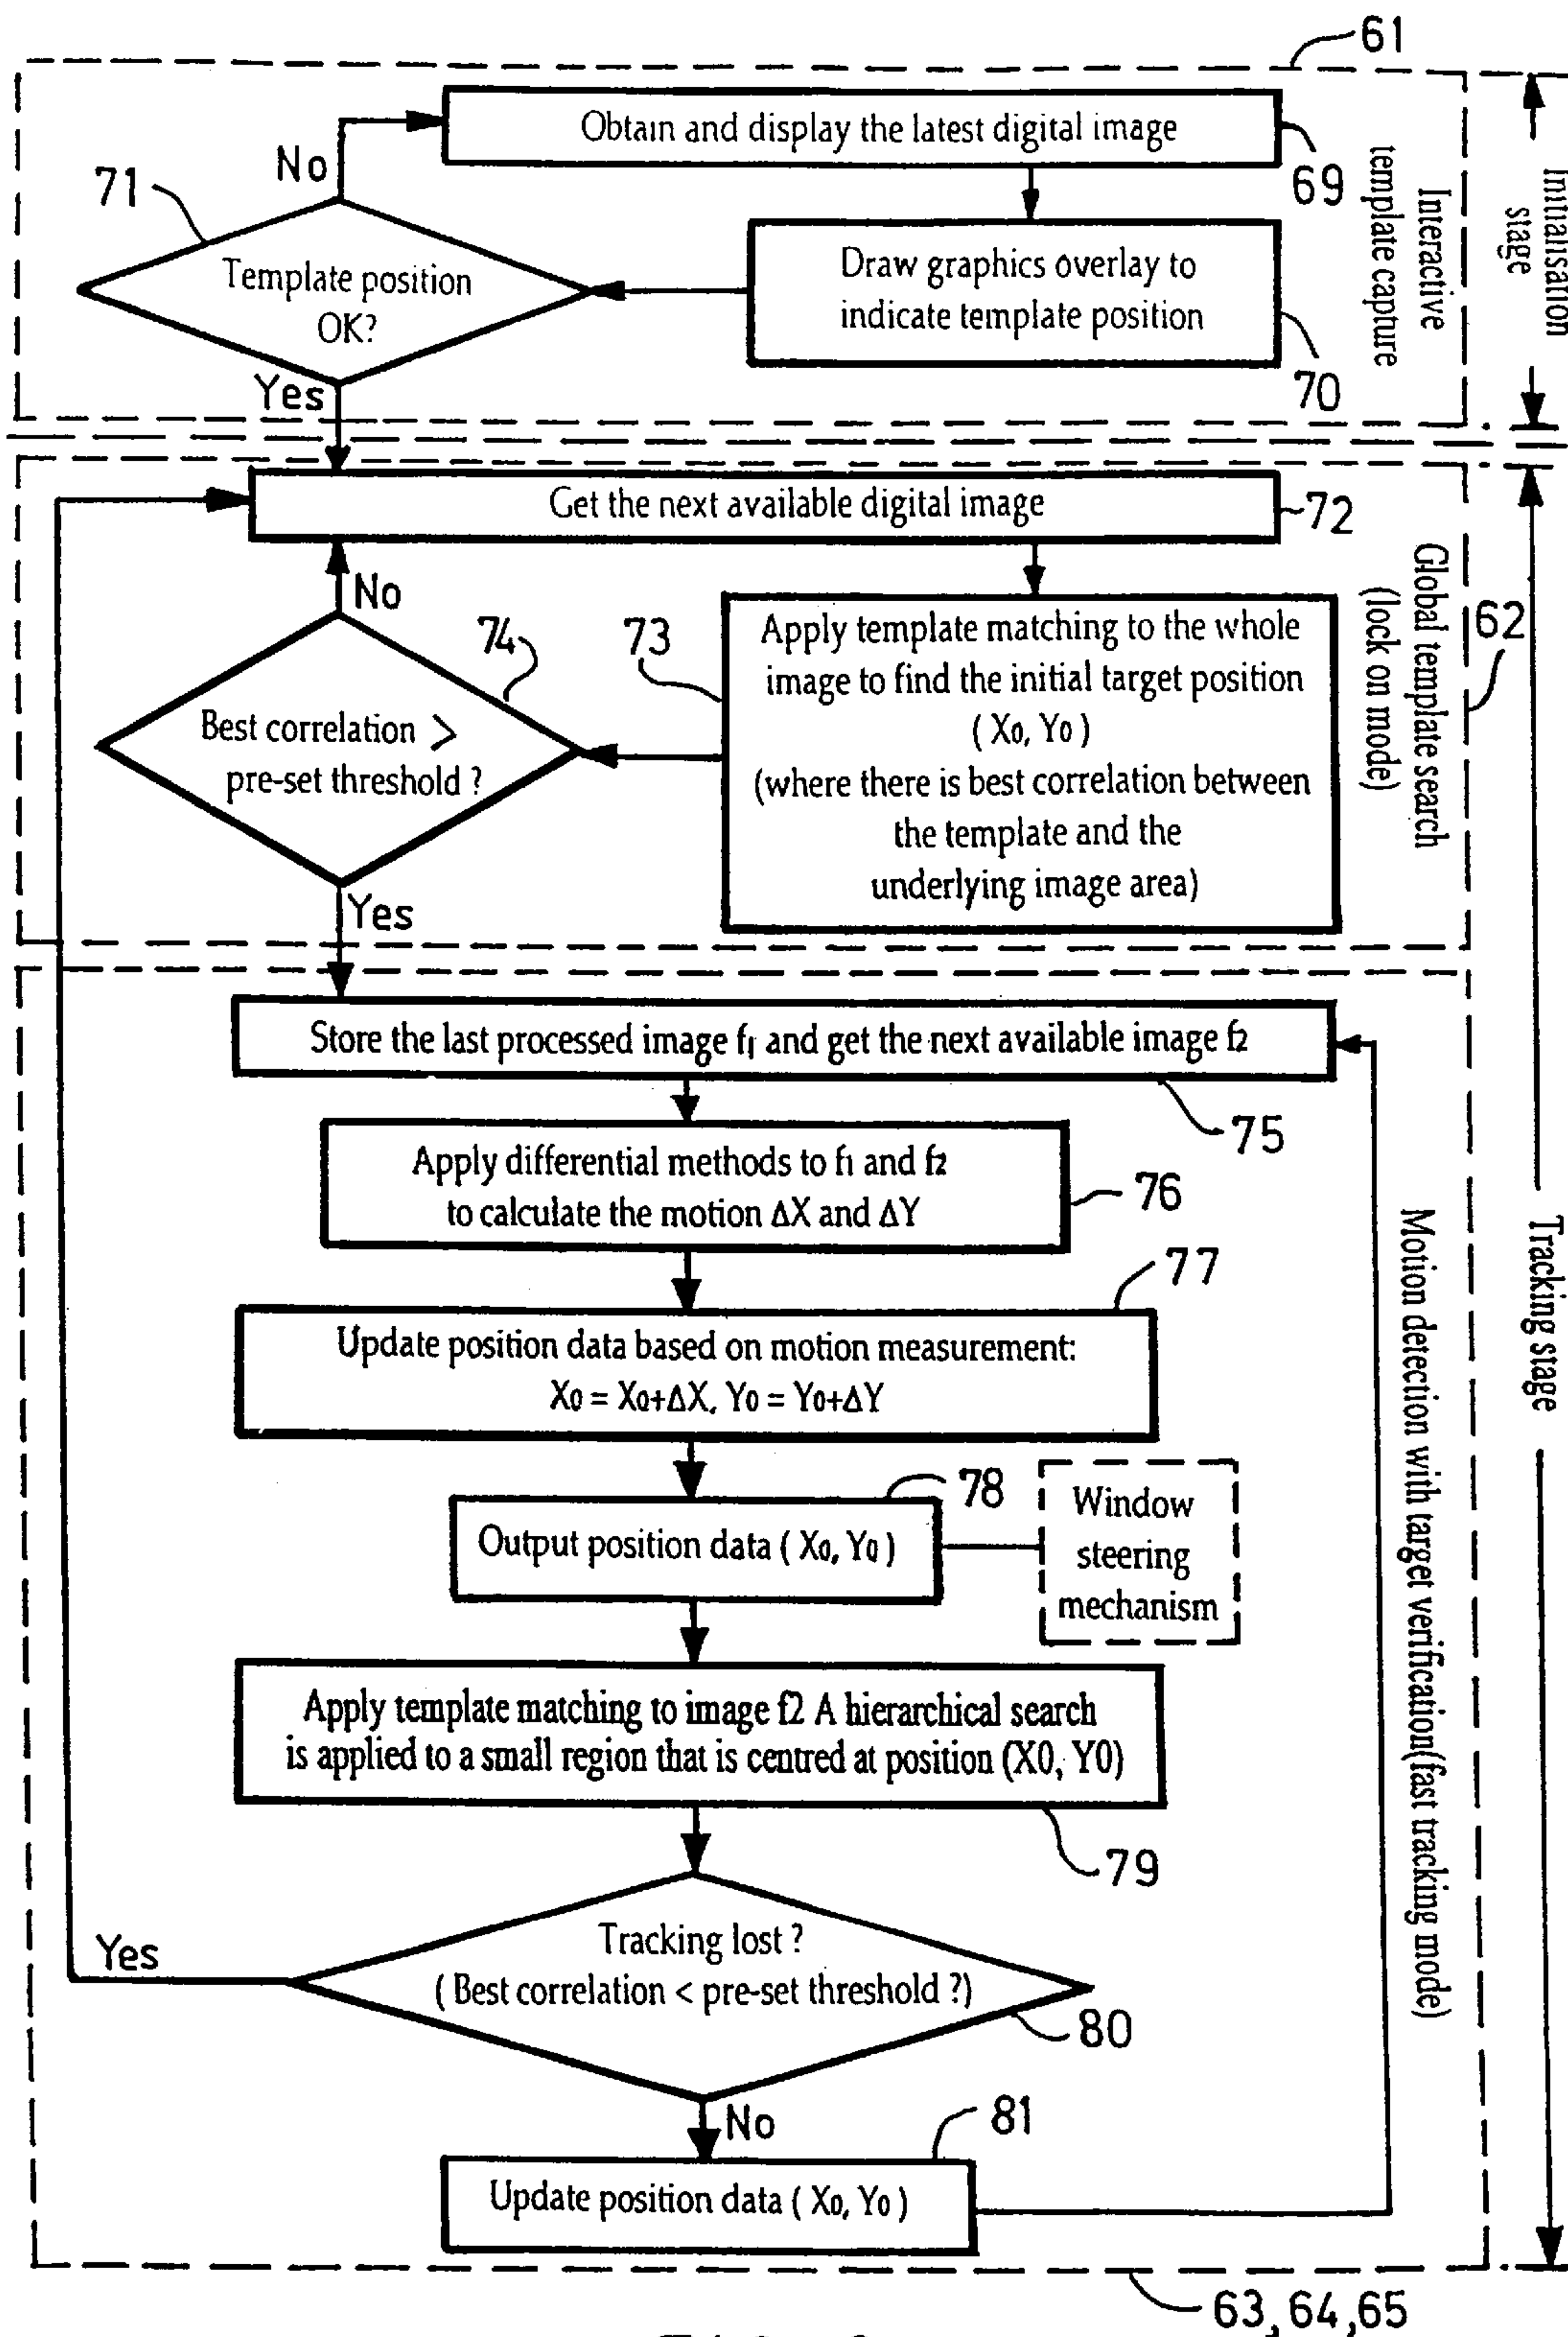 61
Obtain and display the latest digital image
69
No
71
Template position
OK?
Draw graphics overlay to
indicate template position
70
Yes
Interactive
template capture
Initialisation
stage
Get the next available digital image
72
No
74
73
Best correlation >
pre-set threshold ?
Apply template matching to the whole
image to find the initial target position
( X0, Y0 )
(where there is best correlation between
the template and the
underlying image area)
Yes
Global template search
(lock on mode)
62
Store the last processed image f1 and get the next available image f2
75
Apply differential methods to f1 and f2
to calculate the motion ΔX and ΔY
76
77
Update position data based on motion measurement:
X0 = X0+ΔX, Y0 = Y0+ΔY
78
Output position data ( X0, Y0 )
Window
steering
mechanism
Apply template matching to image f2 A hierarchical search
is applied to a small region that is centred at position (X0, Y0)
79
Tracking lost ?
( Best correlation < pre-set threshold ?)
Yes
80
No
81
Update position data ( X0, Y0 )
Motion detection with target verification(fast tracking mode)
Tracking stage
63, 64, 65